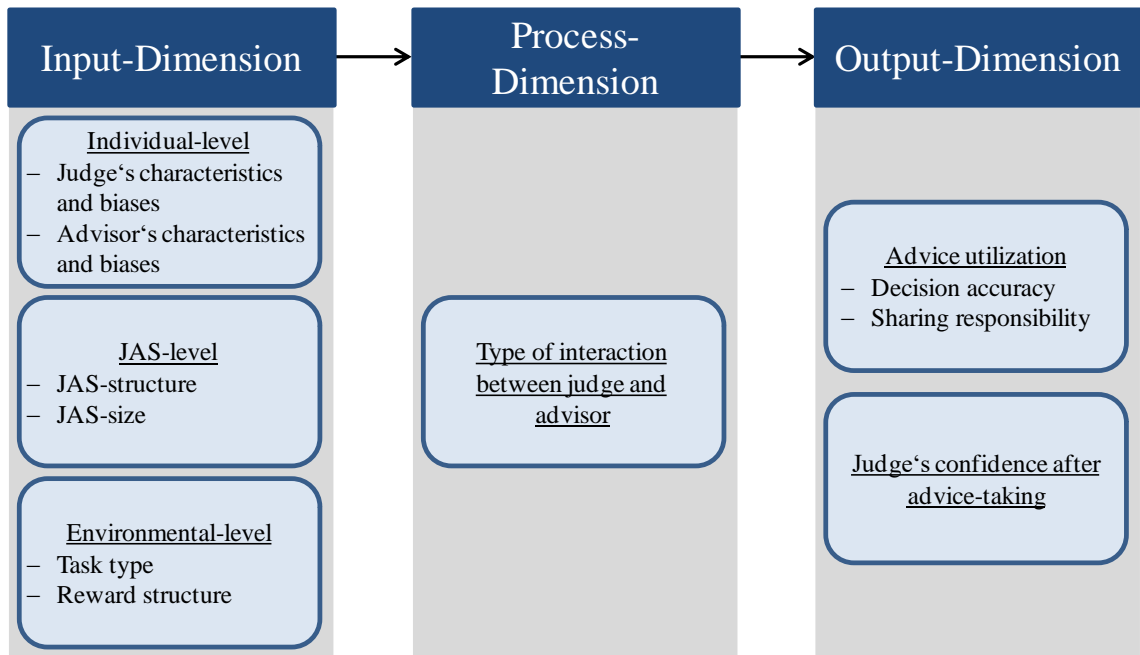 Input-Dimension
Process-
Dimension
Output-Dimension
Individual-level
– Judge‘s characteristics
and biases
– Advisor‘s characteristics
and biases
JAS-level
– JAS-structure
– JAS-size
Environmental-level
– Task type
– Reward structure
Type of interaction
between judge and
advisor
Advice utilization
– Decision accuracy
– Sharing responsibility
Judge‘s confidence after
advice-taking